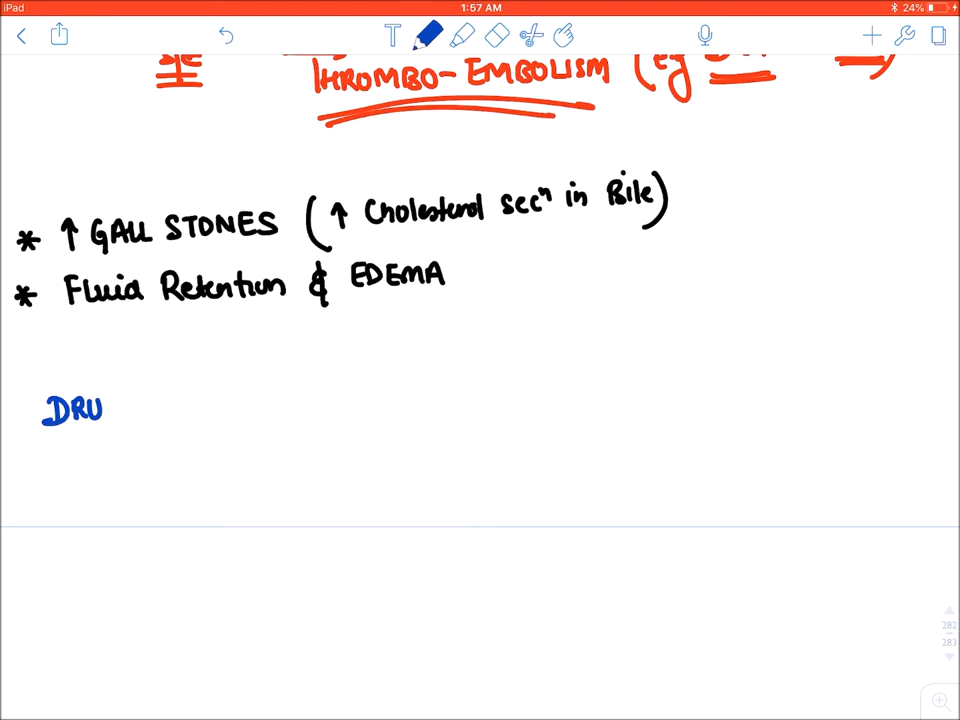 iPad 1:57 AM 24%
THROMBO-EMBOLISM (eg
* ↑ GALL STONES (↑ Cholesterol Secⁿ in Bile)
* Fluid Retention & EDEMA
DRU
282
283